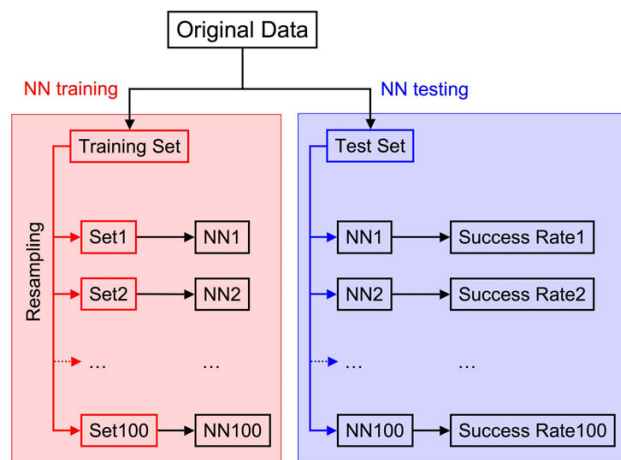 Original Data
NN training
NN testing
Training Set
Test Set
Resampling
Set1 NN1
NN1 Success Rate1
Set2 NN2
NN2 Success Rate2
... ...
... ...
Set100 NN100
NN100 Success Rate100